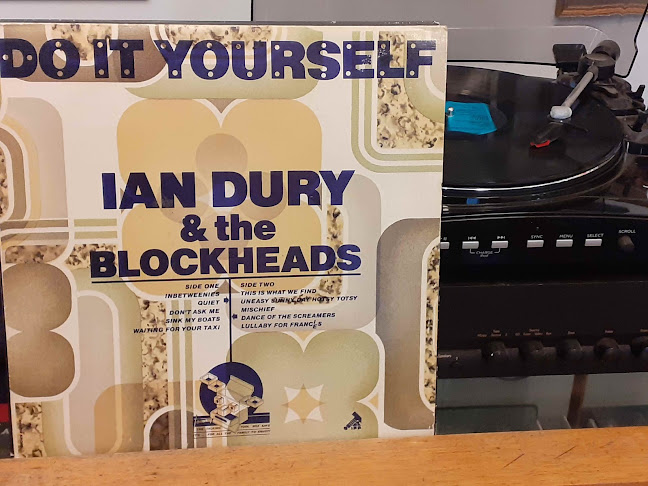 DO IT YOURSELF
IAN DURY
& the
BLOCKHEADS
SIDE ONE
INBETWEENIES
QUIET
DON'T ASK ME
SINK MY BOATS
WAITING FOR YOUR TAXI
SIDE TWO
THIS IS WHAT WE FIND
UNEASY SUNNY DAY HOTSY TOTSY
MISCHIEF
DANCE OF THE SCREAMERS
LULLABY FOR FRANCIS
SYNC
MENU
SELECT
SCROLL